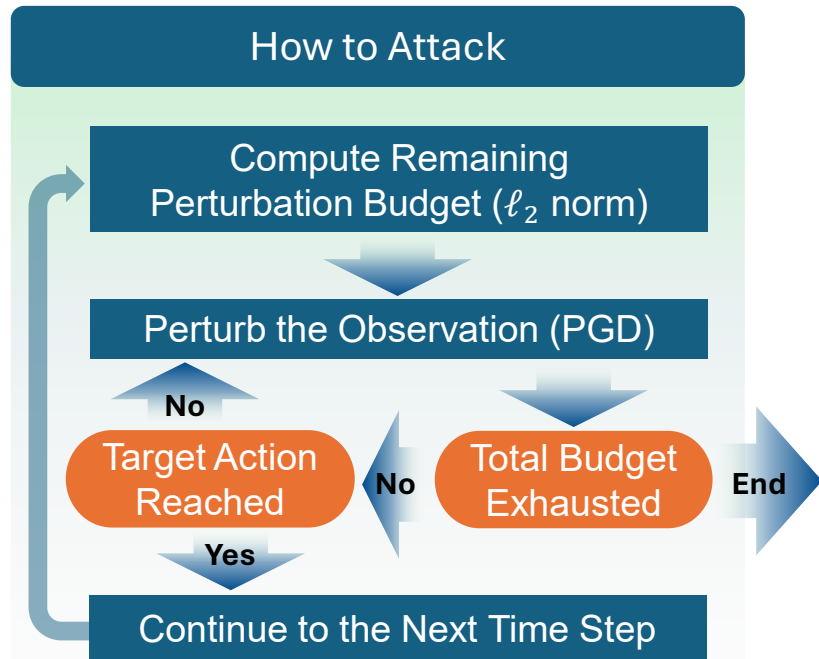 How to Attack
Compute Remaining
Perturbation Budget (ℓ₂ norm)
Perturb the Observation (PGD)
No
Target Action
Reached
No
Total Budget
Exhausted
End
Yes
Continue to the Next Time Step